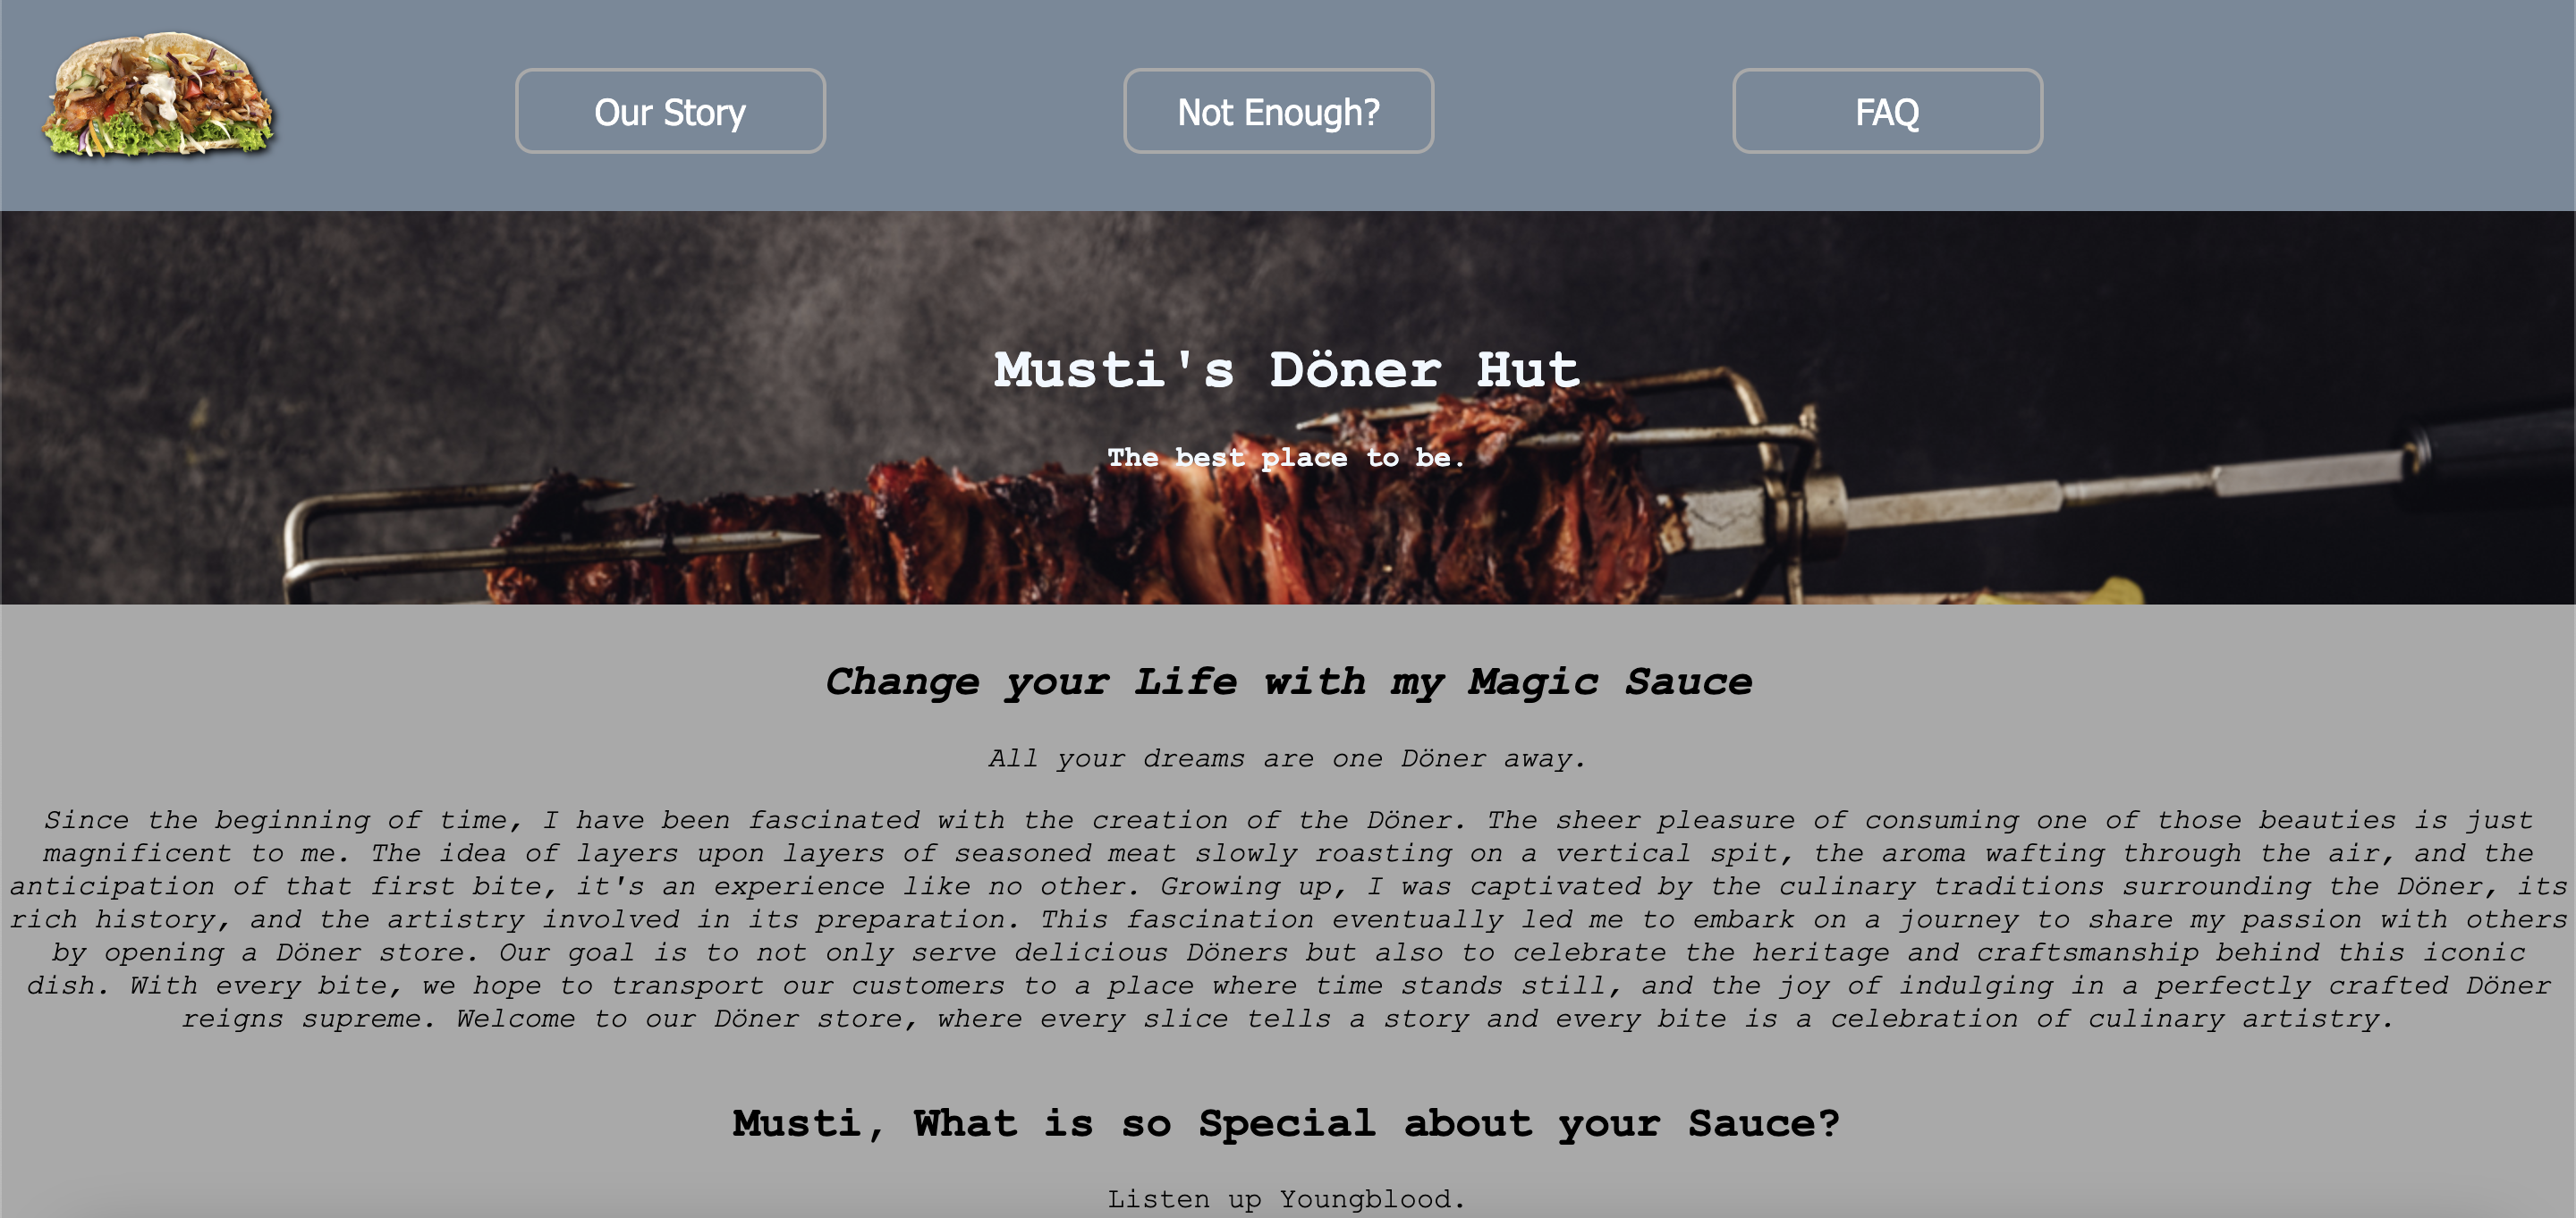 Our Story
Not Enough?
FAQ
Musti's Döner Hut
The best place to be.
Change your Life with my Magic Sauce
All your dreams are one Döner away.
Since the beginning of time, I have been fascinated with the creation of the Döner. The sheer pleasure of consuming one of those beauties is just
magnificent to me. The idea of layers upon layers of seasoned meat slowly roasting on a vertical spit, the aroma wafting through the air, and the
anticipation of that first bite, it's an experience like no other. Growing up, I was captivated by the culinary traditions surrounding the Döner, its
rich history, and the artistry involved in its preparation. This fascination eventually led me to embark on a journey to share my passion with others
by opening a Döner store. Our goal is to not only serve delicious Döners but also to celebrate the heritage and craftsmanship behind this iconic
dish. With every bite, we hope to transport our customers to a place where time stands still, and the joy of indulging in a perfectly crafted Döner
reigns supreme. Welcome to our Döner store, where every slice tells a story and every bite is a celebration of culinary artistry.
Musti, What is so Special about your Sauce?
Listen up Youngblood.